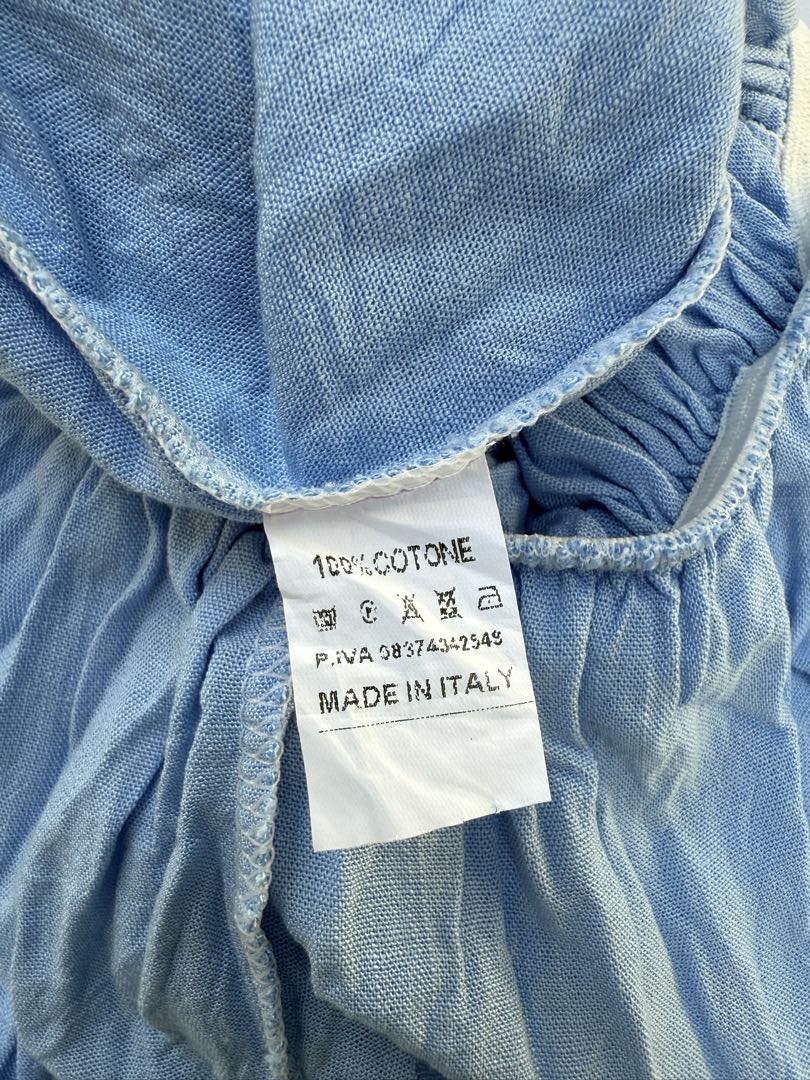 100% COTONE
P.IVA 08374342549
MADE IN ITALY